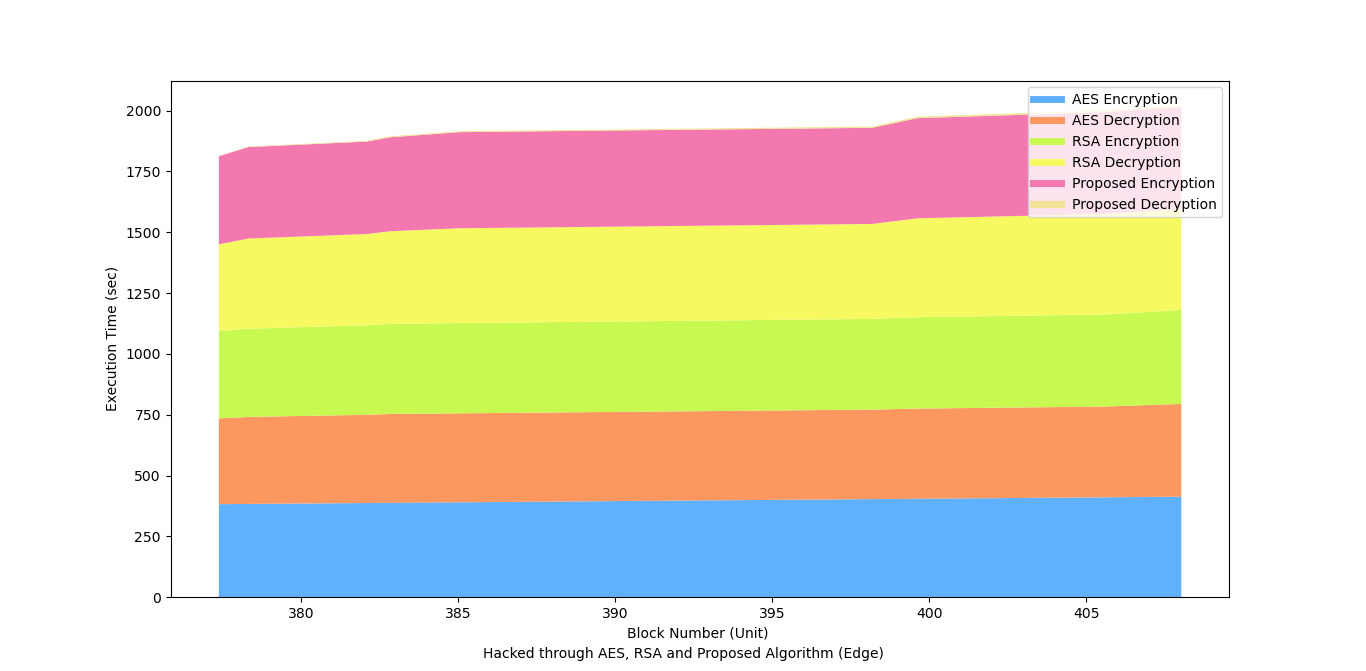 2000
1750
1500
1250
1000
750
500
250
0
Execution Time (sec)
AES Encryption
AES Decryption
RSA Encryption
RSA Decryption
Proposed Encryption
Proposed Decryption
380 385 390 395 400 405
Block Number (Unit)
Hacked through AES, RSA and Proposed Algorithm (Edge)